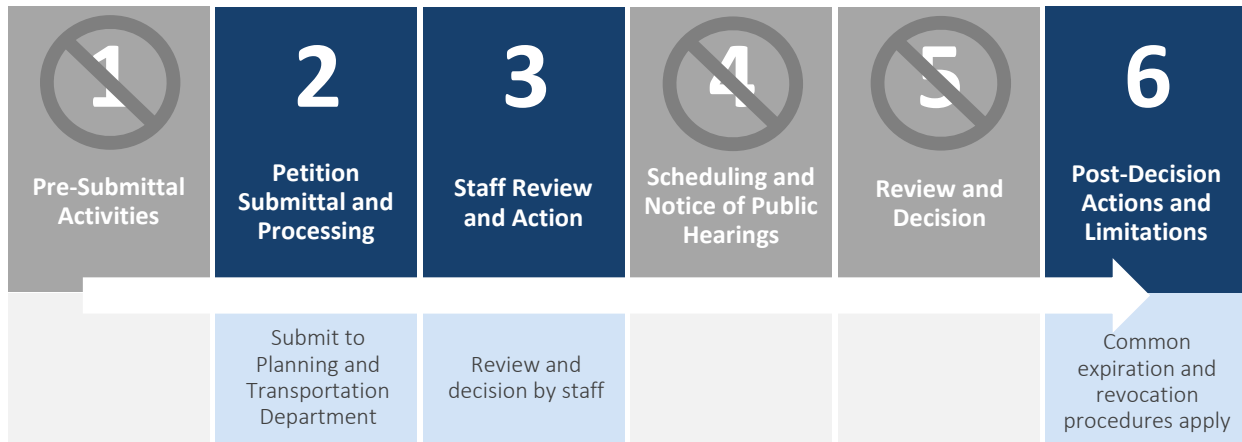 1
Pre-Submittal
Activities
2
Petition
Submittal and
Processing
3
Staff Review
and Action
4
Scheduling and
Notice of Public
Hearings
5
Review and
Decision
6
Post-Decision
Actions and
Limitations
Submit to
Planning and
Transportation
Department
Review and
decision by staff
Common
expiration and
revocation
procedures apply